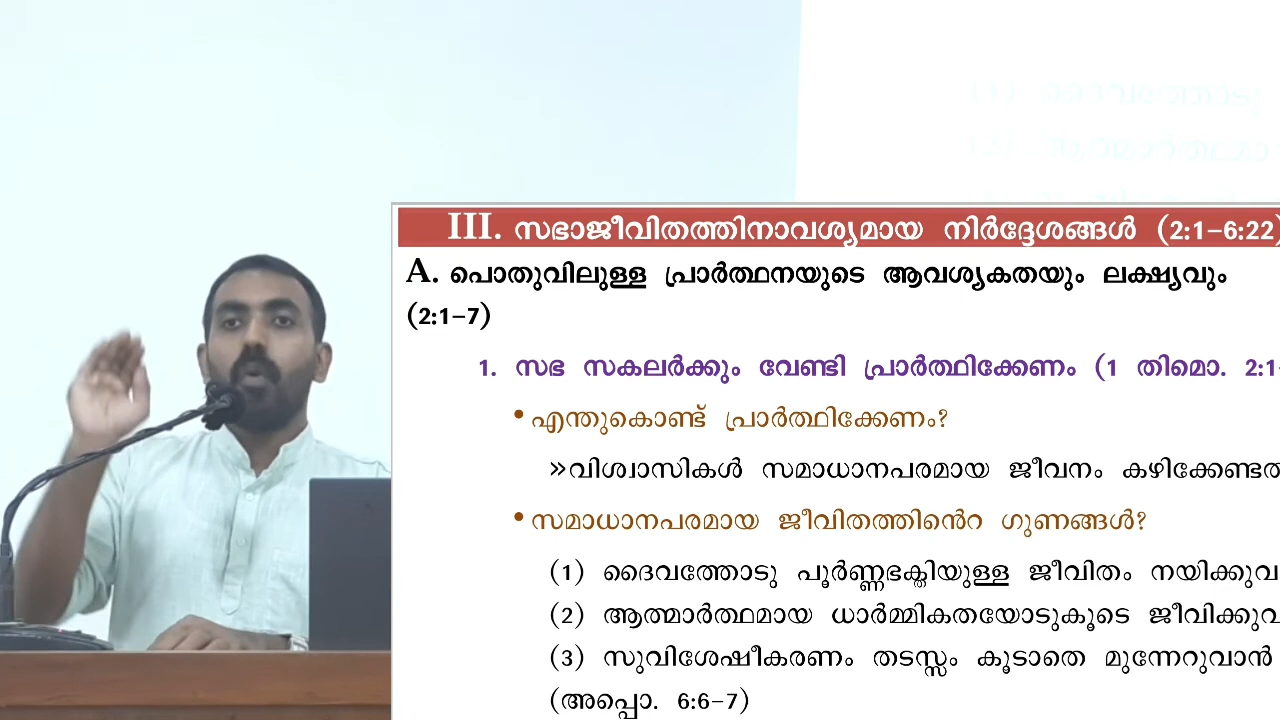 III. സഭാജീവിതത്തിനാവശ്യമായ നിർദ്ദേശങ്ങൾ (2:1–6:22)
A. പൊതുവിലുള്ള പ്രാർത്ഥനയുടെ ആവശ്യകതയും ലക്ഷ്യവും
(2:1–7)
1. സഭ സകലർക്കും വേണ്ടി പ്രാർത്ഥിക്കേണം (1 തിമൊ. 2:1-
• എന്തുകൊണ്ട് പ്രാർത്ഥിക്കേണം?
» വിശ്വാസികൾ സമാധാനപരമായ ജീവനം
• സമാധാനപരമായ ജീവിതത്തിൻെറ ഗുണങ്ങൾ?
(1) ദൈവത്തോടു പൂർണ്ണഭക്തിയുള്ള ജീവിതം
(2) ആത്മാർത്ഥമായ ധാർമ്മികതയോടുകൂടെ
(3) സുവിശേഷീകരണം തടസ്സം കൂടാതെ മുന്നേറുവാൻ
(അപ്പൊ. 6:6–7)